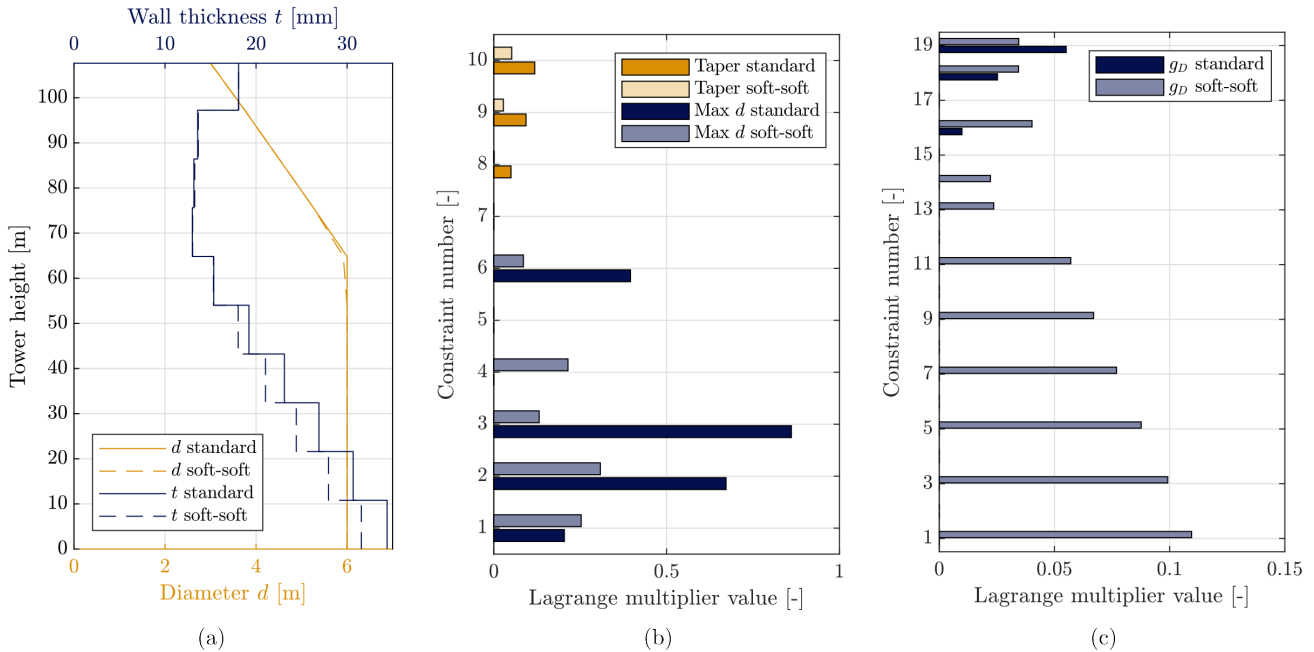 Wall thickness t [mm]
0 10 20 30
100
90
80
70
60
50
40
30
20
10
0
Tower height [m]
d standard
d soft-soft
t standard
t soft-soft
0 2 4 6
Diameter d [m]
(a)
10
9
8
7
6
5
4
3
2
1
Constraint number [-]
Taper standard
Taper soft-soft
Max d standard
Max d soft-soft
0 0.5 1
Lagrange multiplier value [-]
(b)
19
17
15
13
11
9
7
5
3
1
Constraint number [-]
g_D standard
g_D soft-soft
0 0.05 0.1 0.15
Lagrange multiplier value [-]
(c)